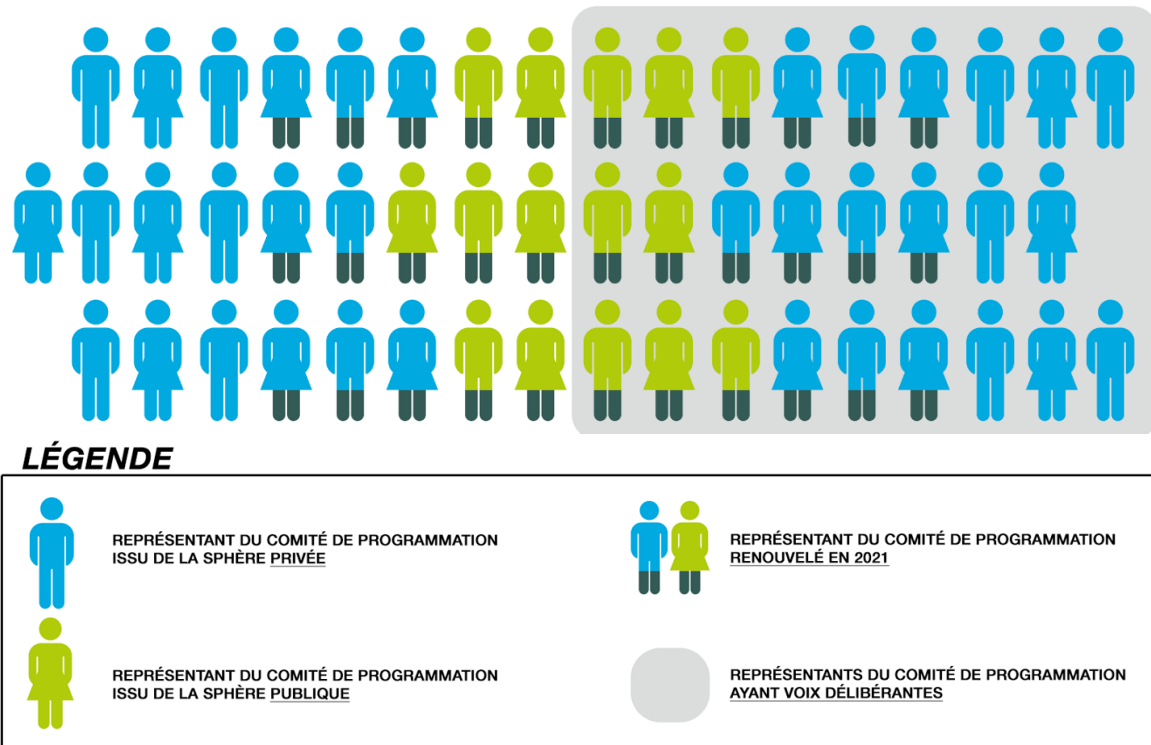 LÉGENDE
REPRÉSENTANT DU COMITÉ DE PROGRAMMATION
ISSU DE LA SPHÈRE PRIVÉE
REPRÉSENTANT DU COMITÉ DE PROGRAMMATION
RENOUVELÉ EN 2021
REPRÉSENTANT DU COMITÉ DE PROGRAMMATION
ISSU DE LA SPHÈRE PUBLIQUE
REPRÉSENTANTS DU COMITÉ DE PROGRAMMATION
AYANT VOIX DÉLIBÉRANTES